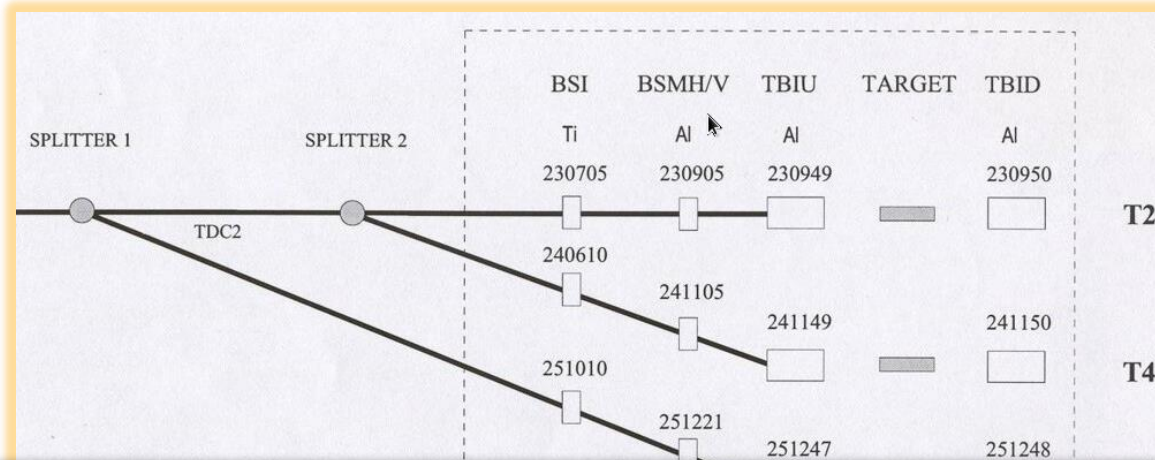 BSI BSMH/V TBIU TARGET TBID
SPLITTER 1 SPLITTER 2 Ti Al Al Al
230705 230905 230949 230950
TDC2 T2
240610
241105
241149 241150
251010 T4
251221
251247 251248